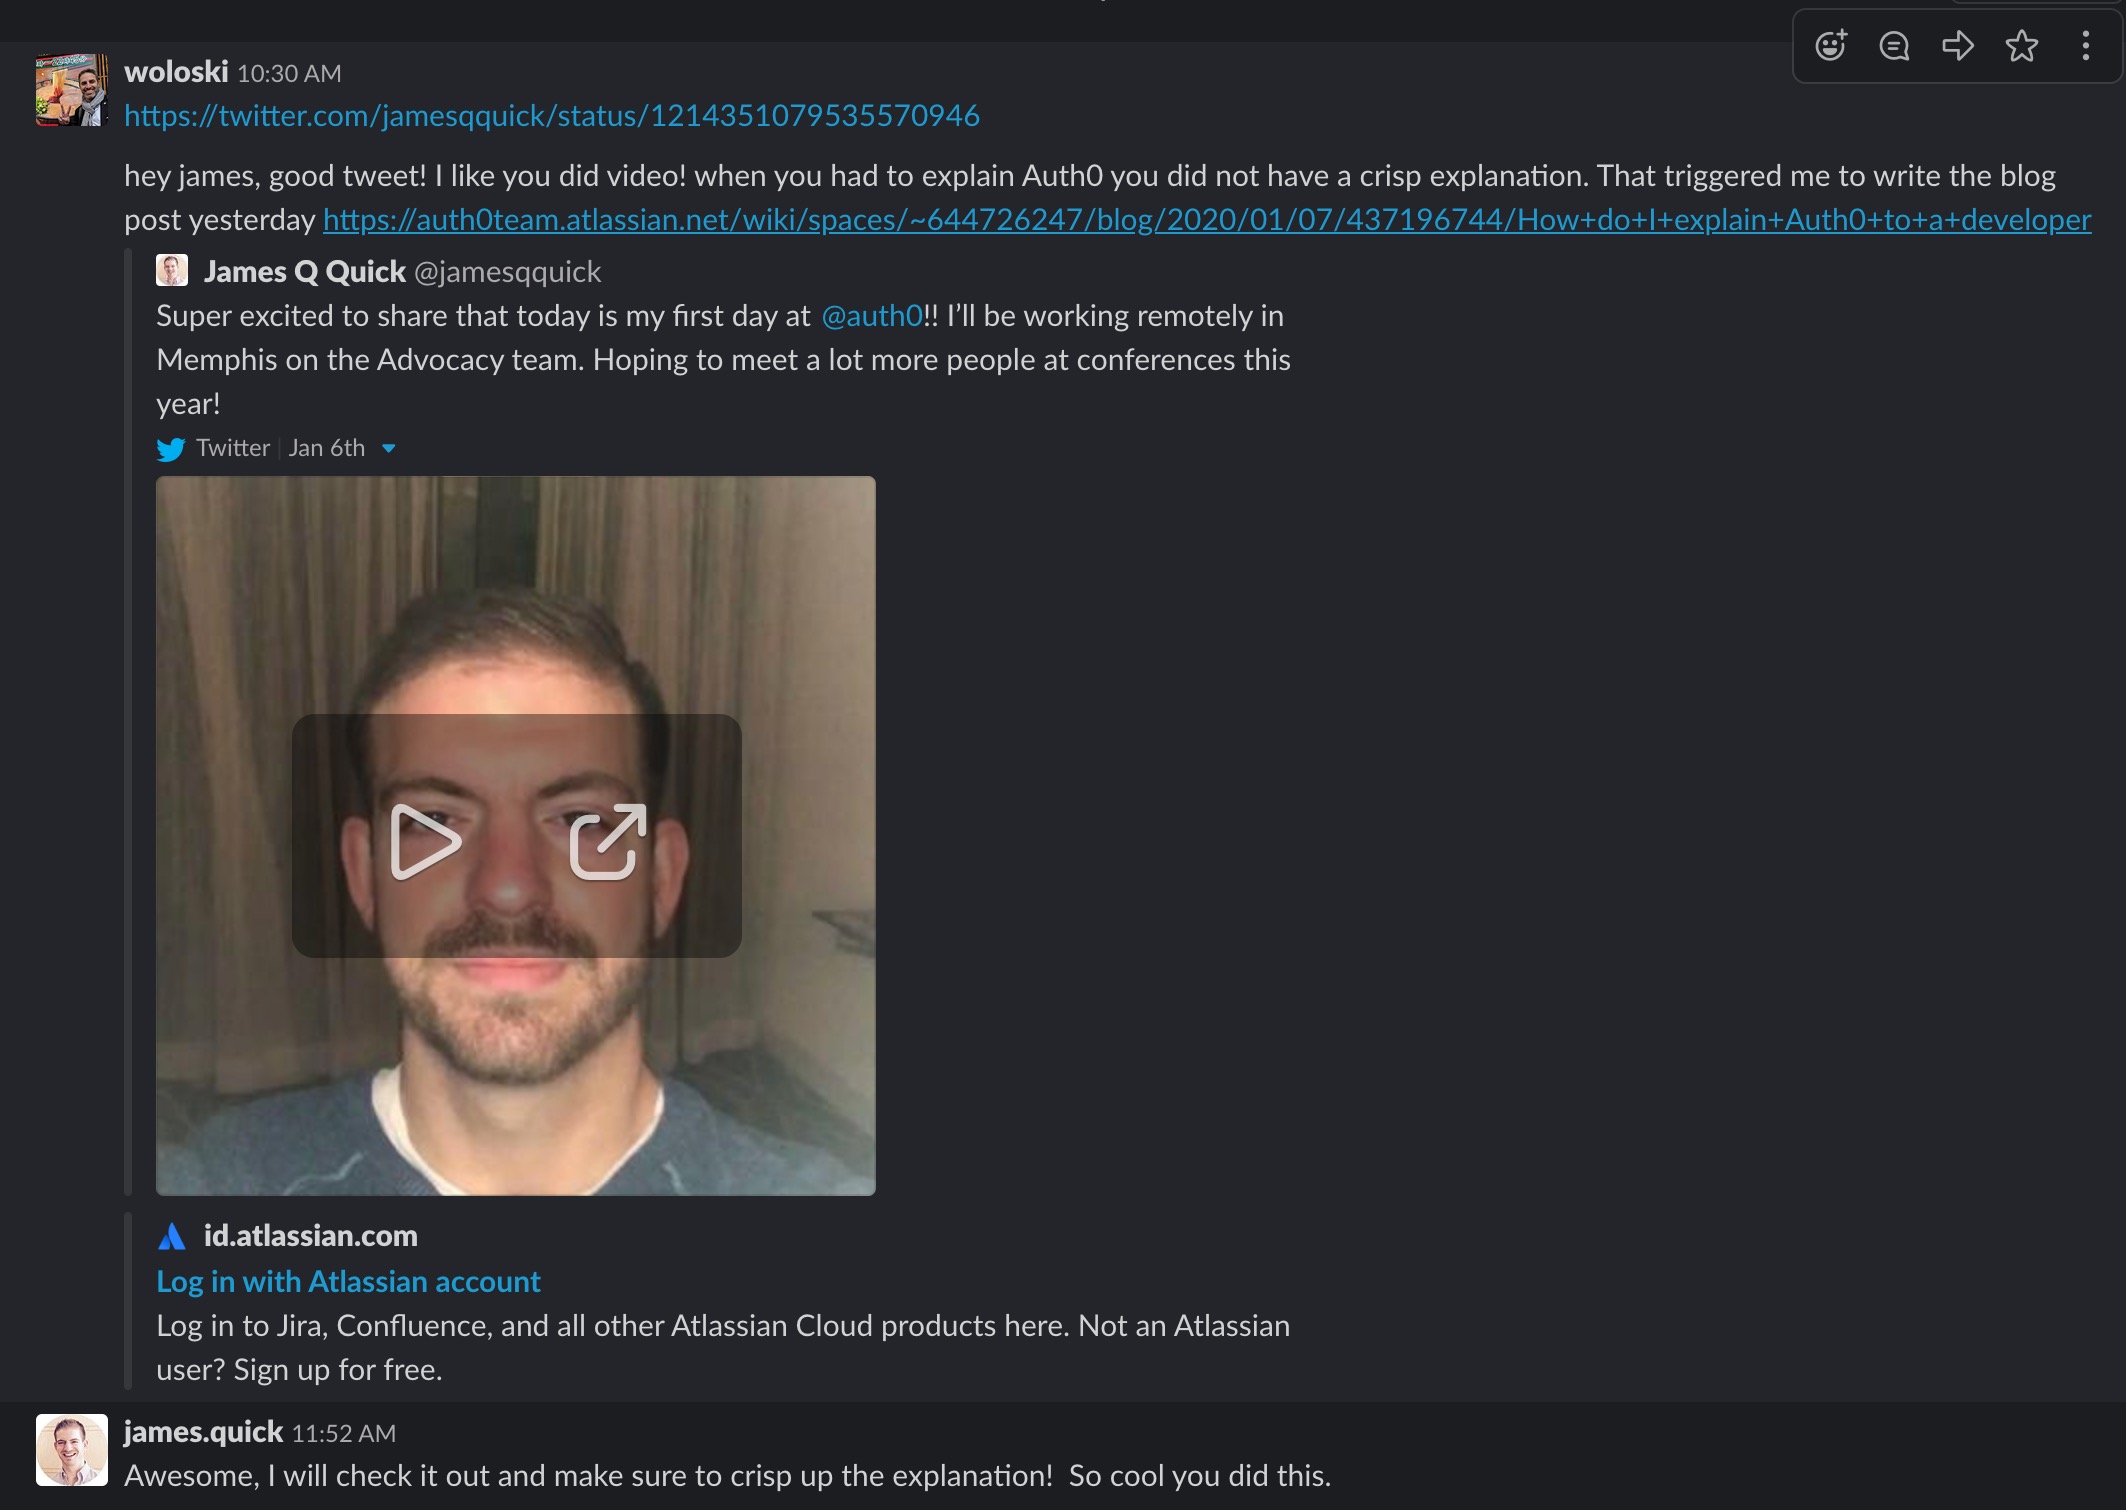 woloski 10:30 AM
https://twitter.com/jamesqquick/status/1214351079535570946
hey james, good tweet! I like you did video! when you had to explain Auth0 you did not have a crisp explanation. That triggered me to write the blog
post yesterday https://auth0team.atlassian.net/wiki/spaces/~644726247/blog/2020/01/07/437196744/How+do+I+explain+Auth0+to+a+developer
James Q Quick @jamesqquick
Super excited to share that today is my first day at @auth0!! I’ll be working remotely in
Memphis on the Advocacy team. Hoping to meet a lot more people at conferences this
year!
Twitter | Jan 6th
id.atlassian.com
Log in with Atlassian account
Log in to Jira, Confluence, and all other Atlassian Cloud products here. Not an Atlassian
user? Sign up for free.
james.quick 11:52 AM
Awesome, I will check it out and make sure to crisp up the explanation!  So cool you did this.